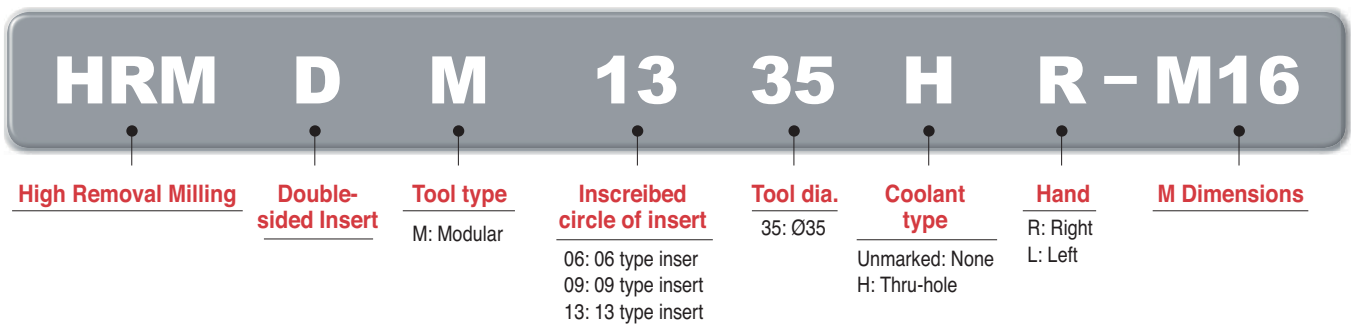 HRM D M 13 35 H R – M16
High Removal Milling
Double-
sided Insert
Tool type
M: Modular
Inscreibed
circle of insert
06: 06 type inser
09: 09 type insert
13: 13 type insert
Tool dia.
35: Ø35
Coolant
type
Unmarked: None
H: Thru-hole
Hand
R: Right
L: Left
M Dimensions